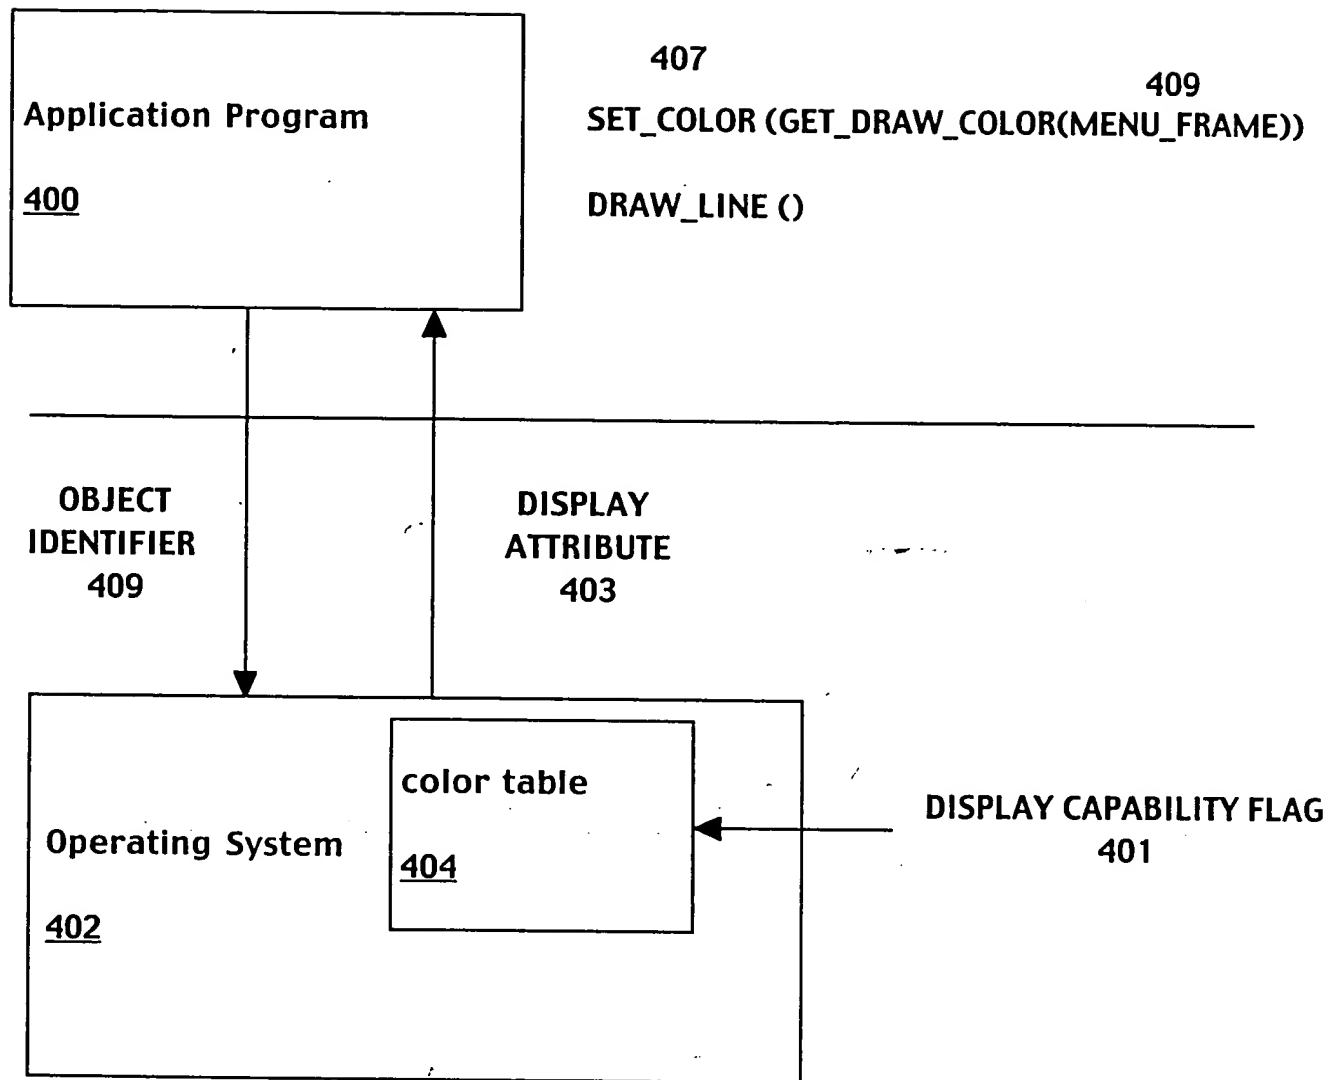 407
409
Application Program
SET_COLOR (GET_DRAW_COLOR(MENU_FRAME))
400
DRAW_LINE ()
OBJECT
IDENTIFIER
409
DISPLAY
ATTRIBUTE
403
color table
404
Operating System
402
DISPLAY CAPABILITY FLAG
401